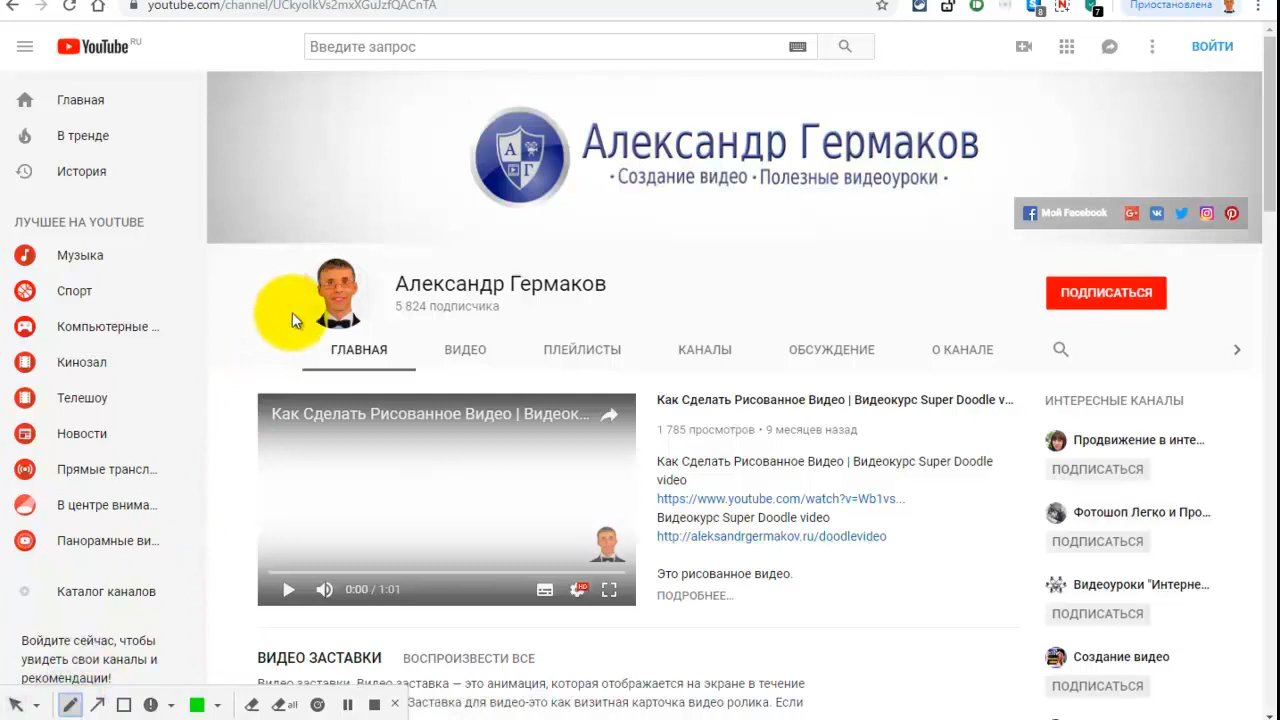 youtube.com/channel/UCkyolkVs2mxXGuJzfQACnTA
8
7
Приостановлена
YouTube RU
Введите запрос
ВОЙТИ
Главная
В тренде
История
ЛУЧШЕЕ НА YOUTUBE
Музыка
Спорт
Компьютерные ...
Кинозал
Телешоу
Новости
Прямые трансл...
В центре внима...
Панорамные ви...
Каталог каналов
Войдите сейчас, чтобы
увидеть свои каналы и
рекомендации!
А Г
Александр Гермаков
·Создание видео ·Полезные видеоуроки ·
Мой Facebook
Александр Гермаков
5 824 подписчика
ПОДПИСАТЬСЯ
ГЛАВНАЯ
ВИДЕО
ПЛЕЙЛИСТЫ
КАНАЛЫ
ОБСУЖДЕНИЕ
О КАНАЛЕ
Как Сделать Рисованное Видео | Видеок...
0:00 / 1:01
HD
Как Сделать Рисованное Видео | Видеокурс Super Doodle v...
1 785 просмотров • 9 месяцев назад
Как Сделать Рисованное Видео | Видеокурс Super Doodle
video
https://www.youtube.com/watch?v=Wb1vs...
Видеокурс Super Doodle video
http://aleksandrgermakov.ru/doodlevideo
Это рисованное видео.
ПОДРОБНЕЕ...
ИНТЕРЕСНЫЕ КАНАЛЫ
Продвижение в инте...
ПОДПИСАТЬСЯ
Фотошоп Легко и Про...
ПОДПИСАТЬСЯ
Видеоуроки "Интерне...
ПОДПИСАТЬСЯ
Создание видео
ПОДПИСАТЬСЯ
ВИДЕО ЗАСТАВКИ
ВОСПРОИЗВЕСТИ ВСЕ
Видео заставки. Видео заставка — это анимация, которая отображается на экране в течение
Заставка для видео-это как визитная карточка видео ролика. Если
all